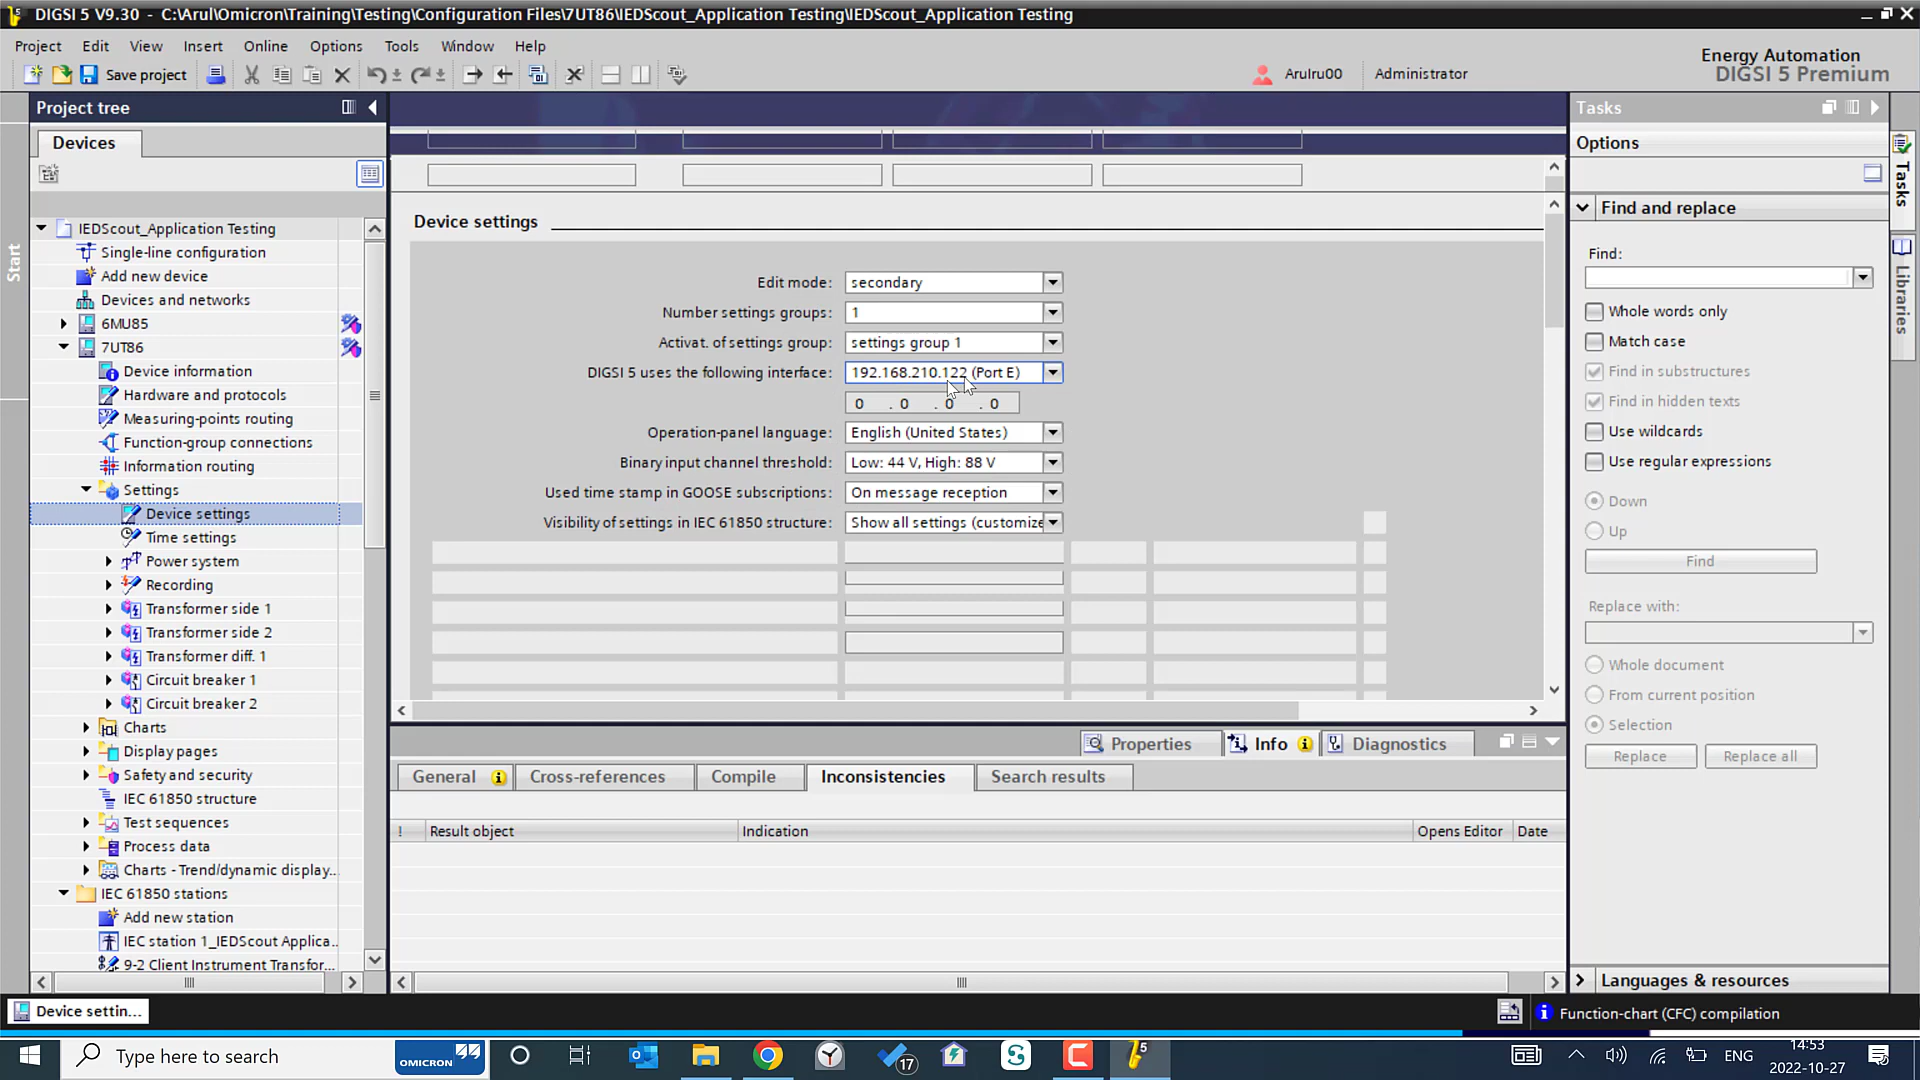 DIGSI 5 V9.30 - C:\Arul\Omicron\Training\Testing\Configuration Files\7UT86\IEDScout_Application Testing\IEDScout_Application Testing
Project Edit View Insert Online Options Tools Window Help
Energy Automation
DIGSI 5 Premium
Save project
AruIru00
Administrator
Project tree
Devices
Start
IEDScout_Application Testing
Single-line configuration
Add new device
Devices and networks
6MU85
7UT86
Device information
Hardware and protocols
Measuring-points routing
Function-group connections
Information routing
Settings
Device settings
Time settings
Power system
Recording
Transformer side 1
Transformer side 2
Transformer diff. 1
Circuit breaker 1
Circuit breaker 2
Charts
Display pages
Safety and security
IEC 61850 structure
Test sequences
Process data
Charts - Trend/dynamic display...
IEC 61850 stations
Add new station
IEC station 1_IEDScout Applica...
9-2 Client Instrument Transfor...
Device settings
Edit mode: secondary
Number settings groups: 1
Activat. of settings group: settings group 1
DIGSI 5 uses the following interface: 192.168.210.122 (Port E)
0 . 0 . 0 . 0
Operation-panel language: English (United States)
Binary input channel threshold: Low: 44 V, High: 88 V
Used time stamp in GOOSE subscriptions: On message reception
Visibility of settings in IEC 61850 structure: Show all settings (customize
Properties Info Diagnostics
General Cross-references Compile Inconsistencies Search results
! Result object Indication Opens Editor Date
Tasks
Options
Find and replace
Find:
Whole words only
Match case
Find in substructures
Find in hidden texts
Use wildcards
Use regular expressions
Down
Up
Find
Replace with:
Whole document
From current position
Selection
Replace Replace all
Languages & resources
Tasks
Libraries
Device settin...
Function-chart (CFC) compilation
Type here to search
OMICRON
17
ENG
14:53
2022-10-27